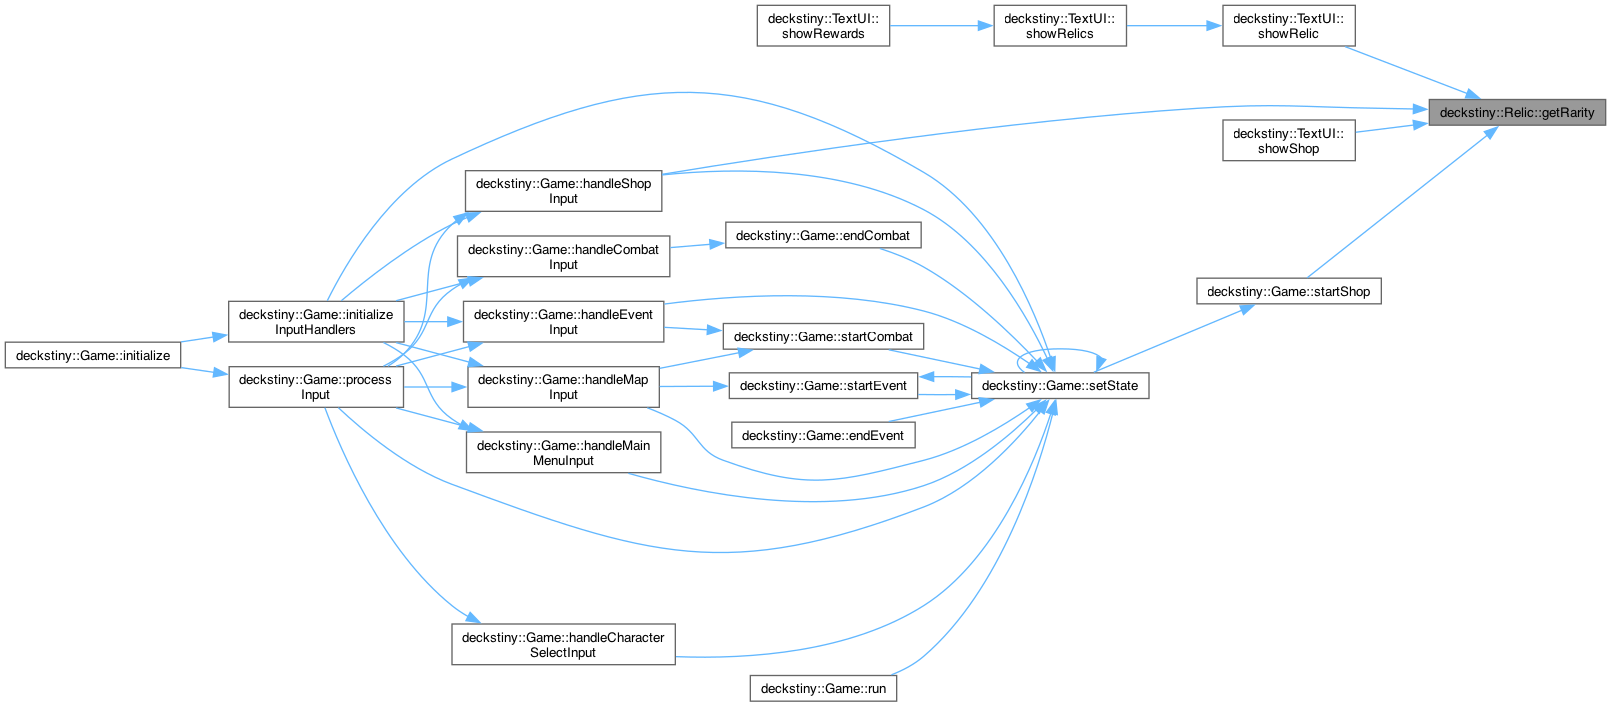 deckstiny::TextUI::
showRewards
deckstiny::TextUI::
showRelics
deckstiny::TextUI::
showRelic
deckstiny::Relic::getRarity
deckstiny::TextUI::
showShop
deckstiny::Game::handleShop
Input
deckstiny::Game::handleCombat
Input
deckstiny::Game::endCombat
deckstiny::Game::startShop
deckstiny::Game::initialize
InputHandlers
deckstiny::Game::handleEvent
Input
deckstiny::Game::startCombat
deckstiny::Game::initialize
deckstiny::Game::process
Input
deckstiny::Game::handleMap
Input
deckstiny::Game::startEvent
deckstiny::Game::setState
deckstiny::Game::endEvent
deckstiny::Game::handleMain
MenuInput
deckstiny::Game::handleCharacter
SelectInput
deckstiny::Game::run